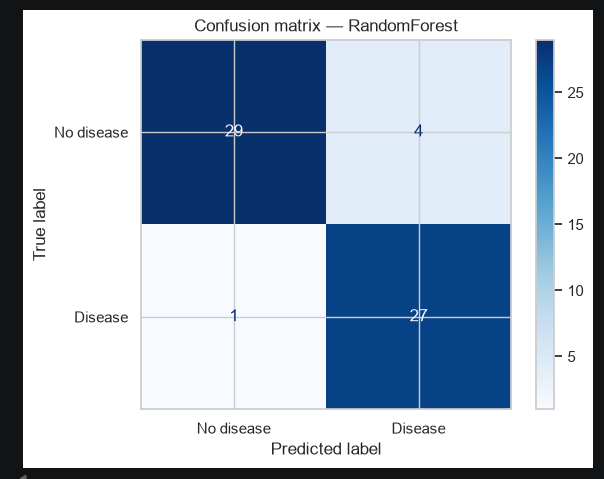 Confusion matrix — RandomForest
True label
No disease
29
4
Disease
1
27
No disease
Disease
Predicted label
25
20
15
10
5